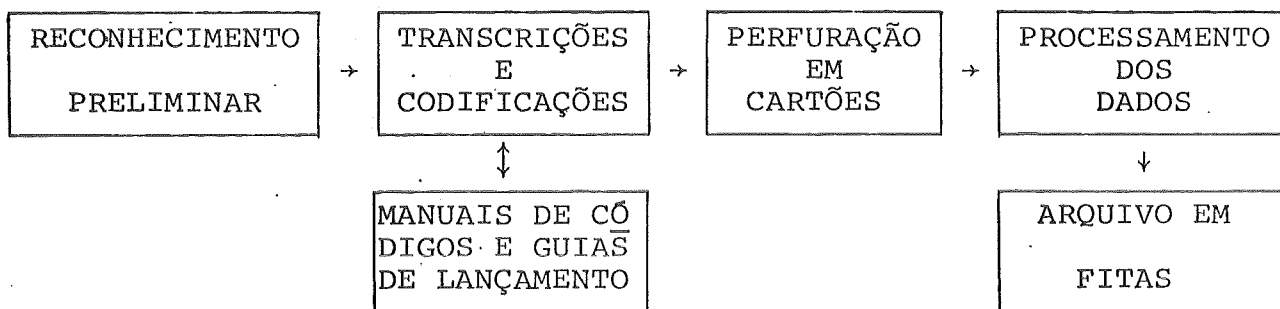 RECONHECIMENTO
PRELIMINAR
→
TRANSCRIÇÕES
E
CODIFICAÇÕES
→
PERFURAÇÃO
EM
CARTÕES
→
PROCESSAMENTO
DOS
DADOS
↕
↓
MANUAIS DE CÓ
DIGOS E GUIAS
DE LANÇAMENTO
ARQUIVO EM
FITAS